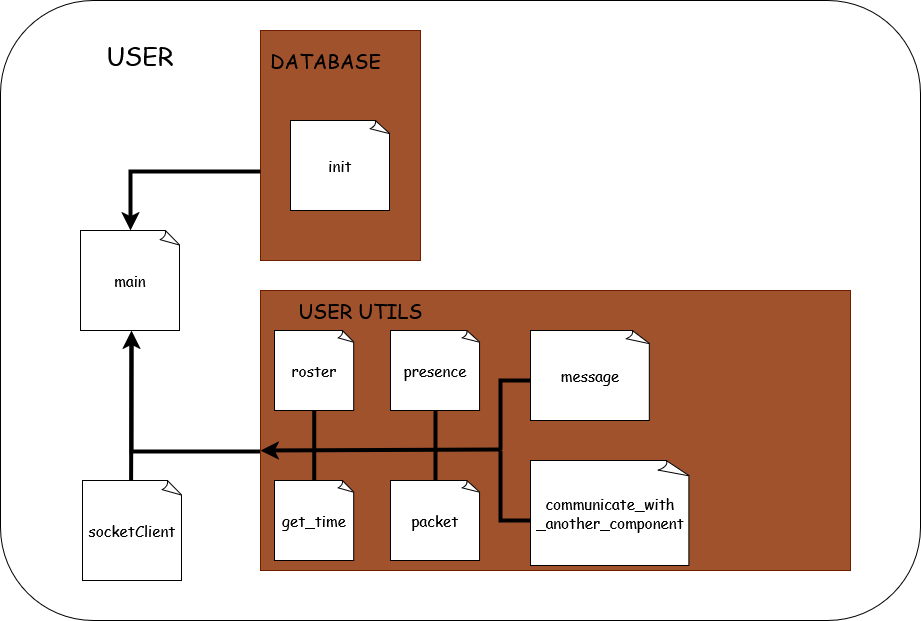 USER
DATABASE
init
main
USER UTILS
roster
presence
message
get_time
packet
communicate_with
_another_component
socketClient